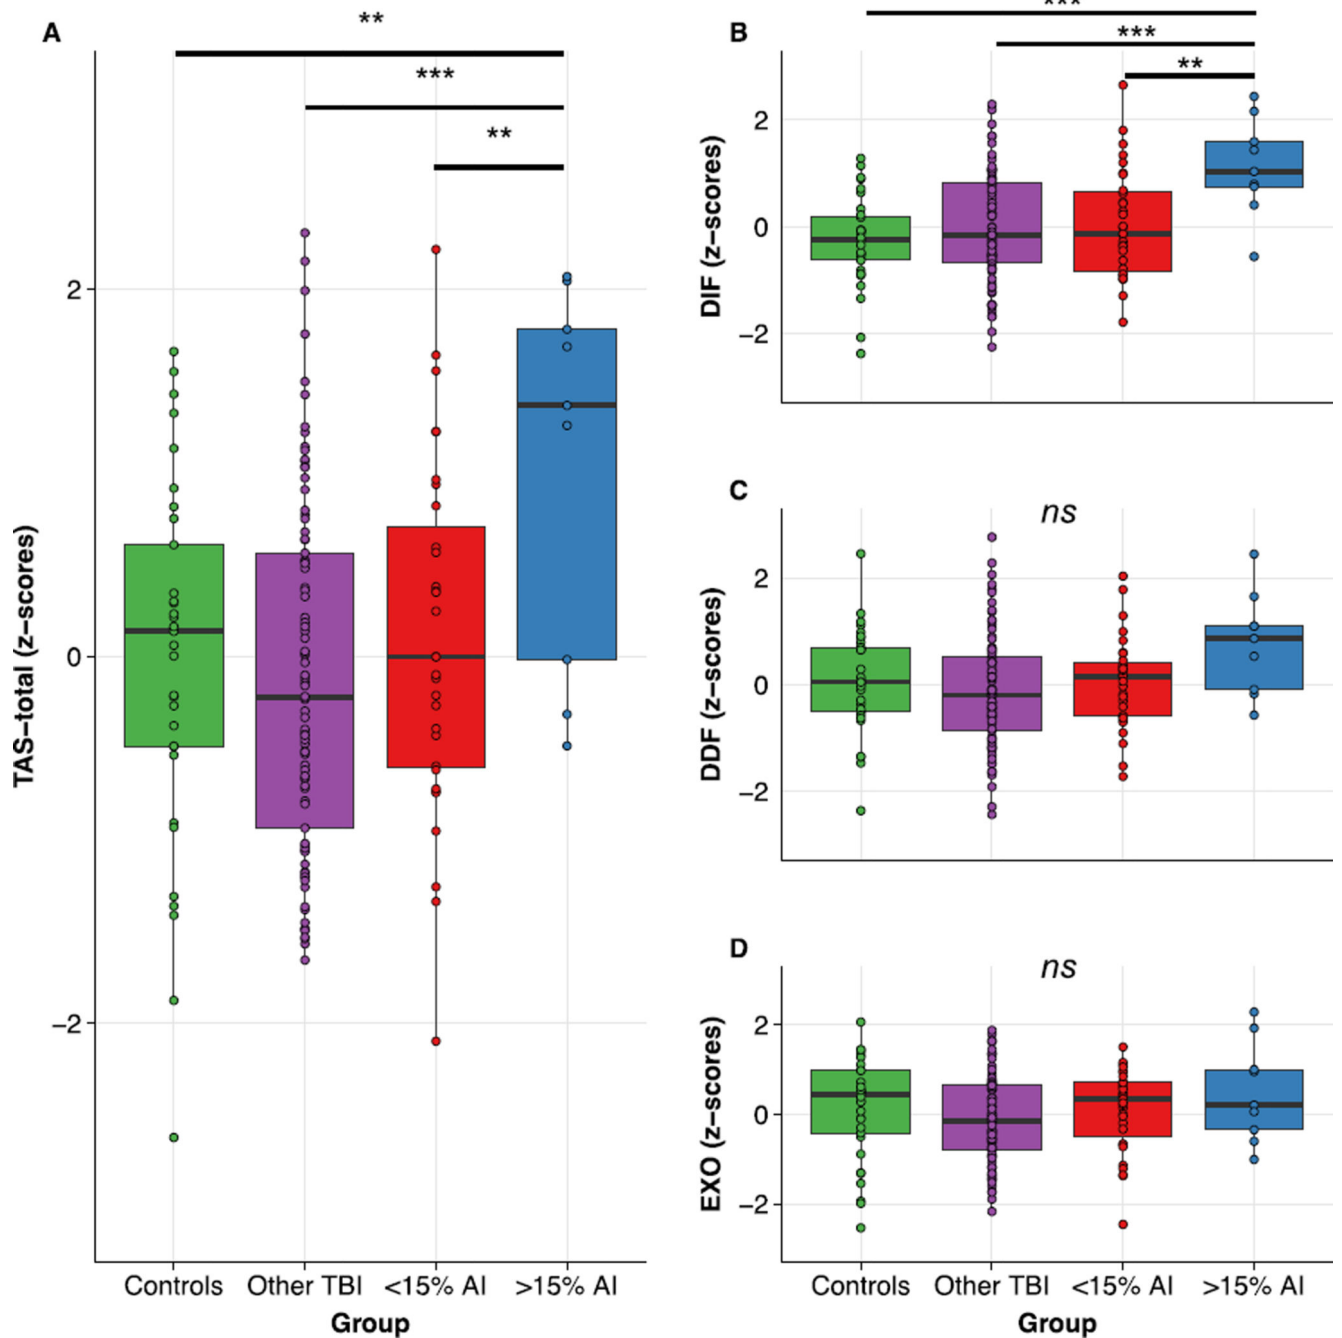 A
**
***
**
2
0
−2
TAS−total (z−scores)
Controls Other TBI <15% AI >15% AI
Group
B
***
***
**
2
0
−2
DIF (z−scores)
C
ns
2
0
−2
DDF (z−scores)
D
ns
2
0
−2
EXO (z−scores)
Controls Other TBI <15% AI >15% AI
Group